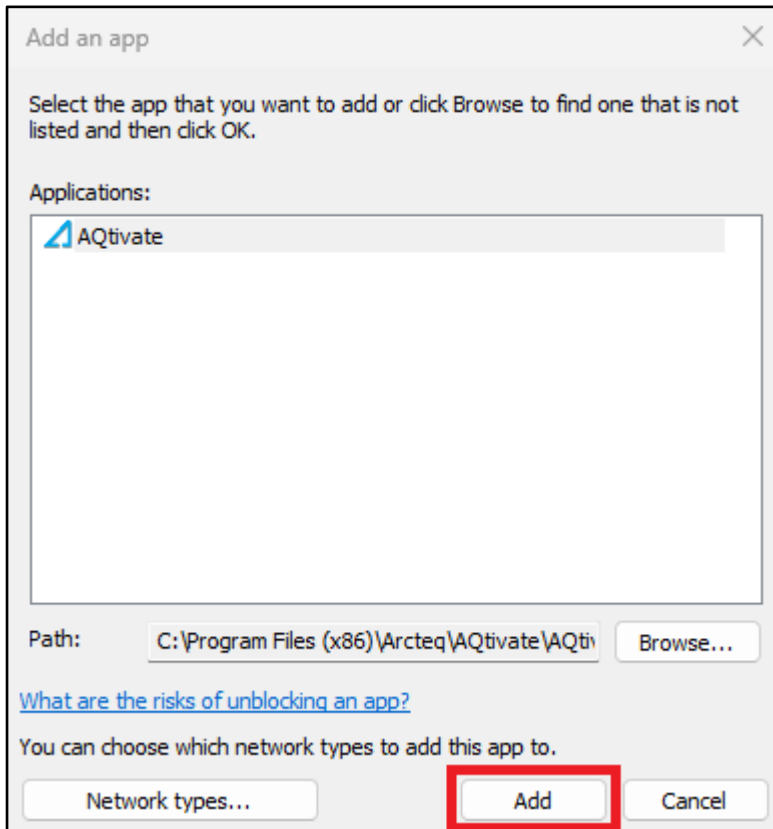 Add an app
Select the app that you want to add or click Browse to find one that is not
listed and then click OK.
Applications:
AQtivate
Path: C:\Program Files (x86)\Arcteq\AQtivate\AQtiv Browse...
What are the risks of unblocking an app?
You can choose which network types to add this app to.
Network types... Add Cancel